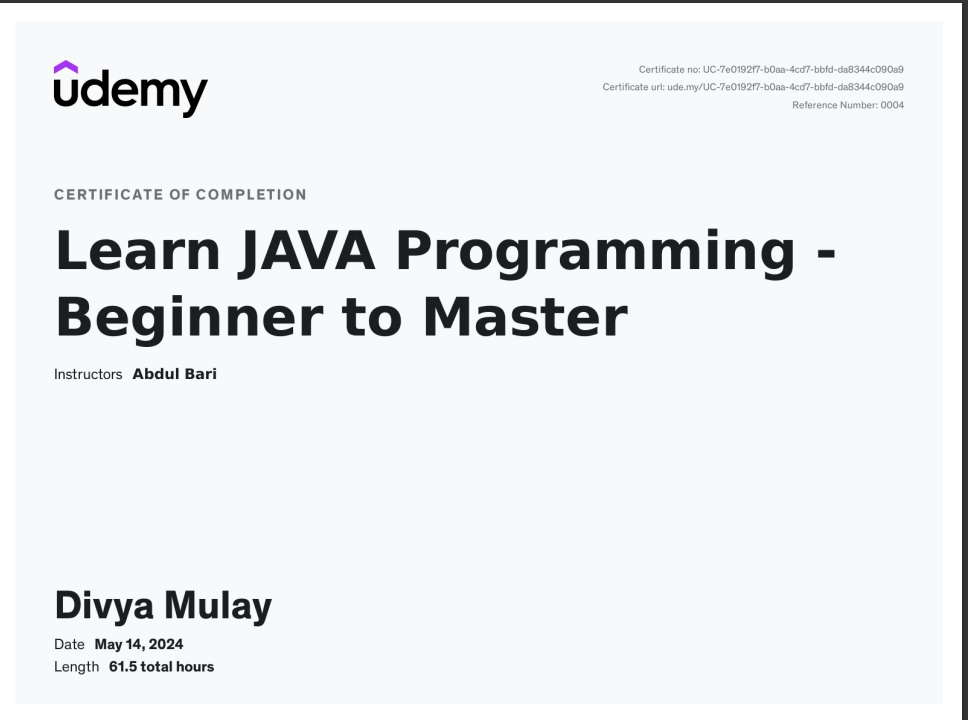 udemy
Certificate no: UC-7e0192f7-b0aa-4cd7-bbfd-da8344c090a9
Certificate url: ude.my/UC-7e0192f7-b0aa-4cd7-bbfd-da8344c090a9
Reference Number: 0004
CERTIFICATE OF COMPLETION
Learn JAVA Programming -
Beginner to Master
Instructors Abdul Bari
Divya Mulay
Date May 14, 2024
Length 61.5 total hours